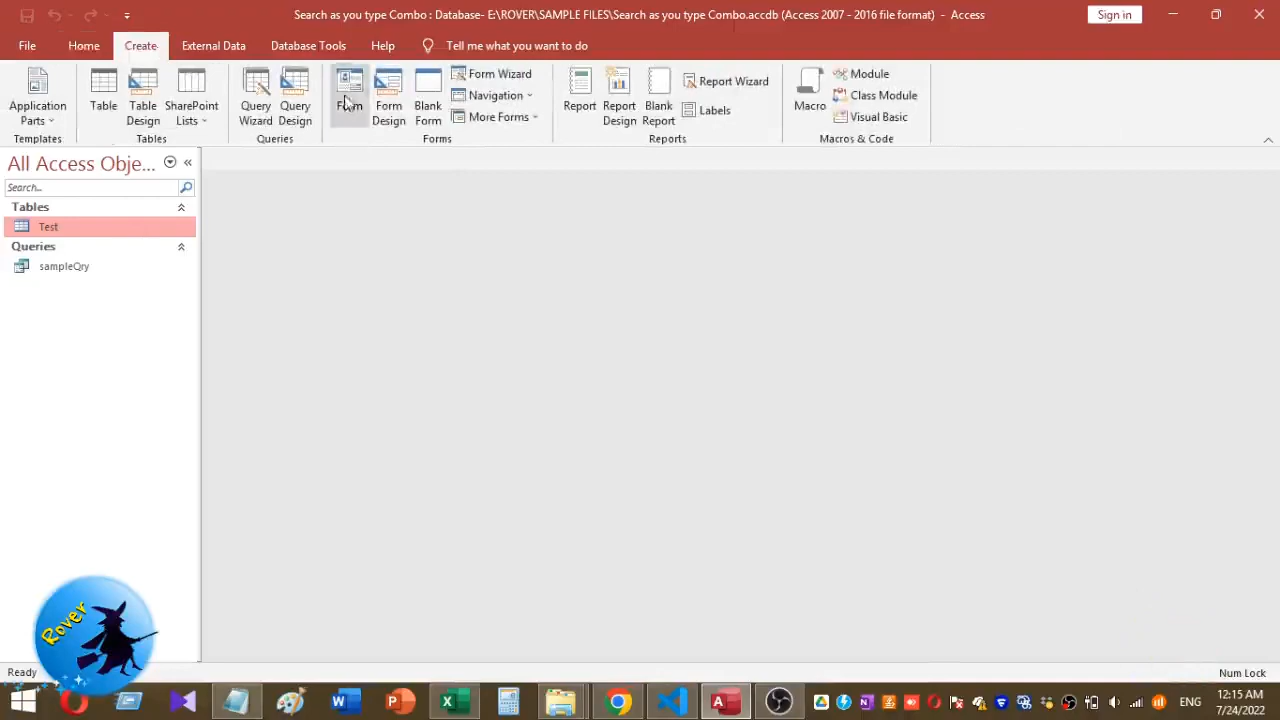 Search as you type Combo : Database- E:\ROVER\SAMPLE FILES\Search as you type Combo.accdb (Access 2007 - 2016 file format) - Access
Sign in
File
Home
Create
External Data
Database Tools
Help
Tell me what you want to do
Application Parts
Templates
Table
Table Design
SharePoint Lists
Tables
Query Wizard
Query Design
Queries
Form
Form Design
Blank Form
Form Wizard
Navigation
More Forms
Forms
Report
Report Design
Blank Report
Report Wizard
Labels
Reports
Macro
Module
Class Module
Visual Basic
Macros & Code
All Access Obje...
Search...
Tables
Test
Queries
sampleQry
Rover
Ready
Num Lock
ENG
12:15 AM
7/24/2022